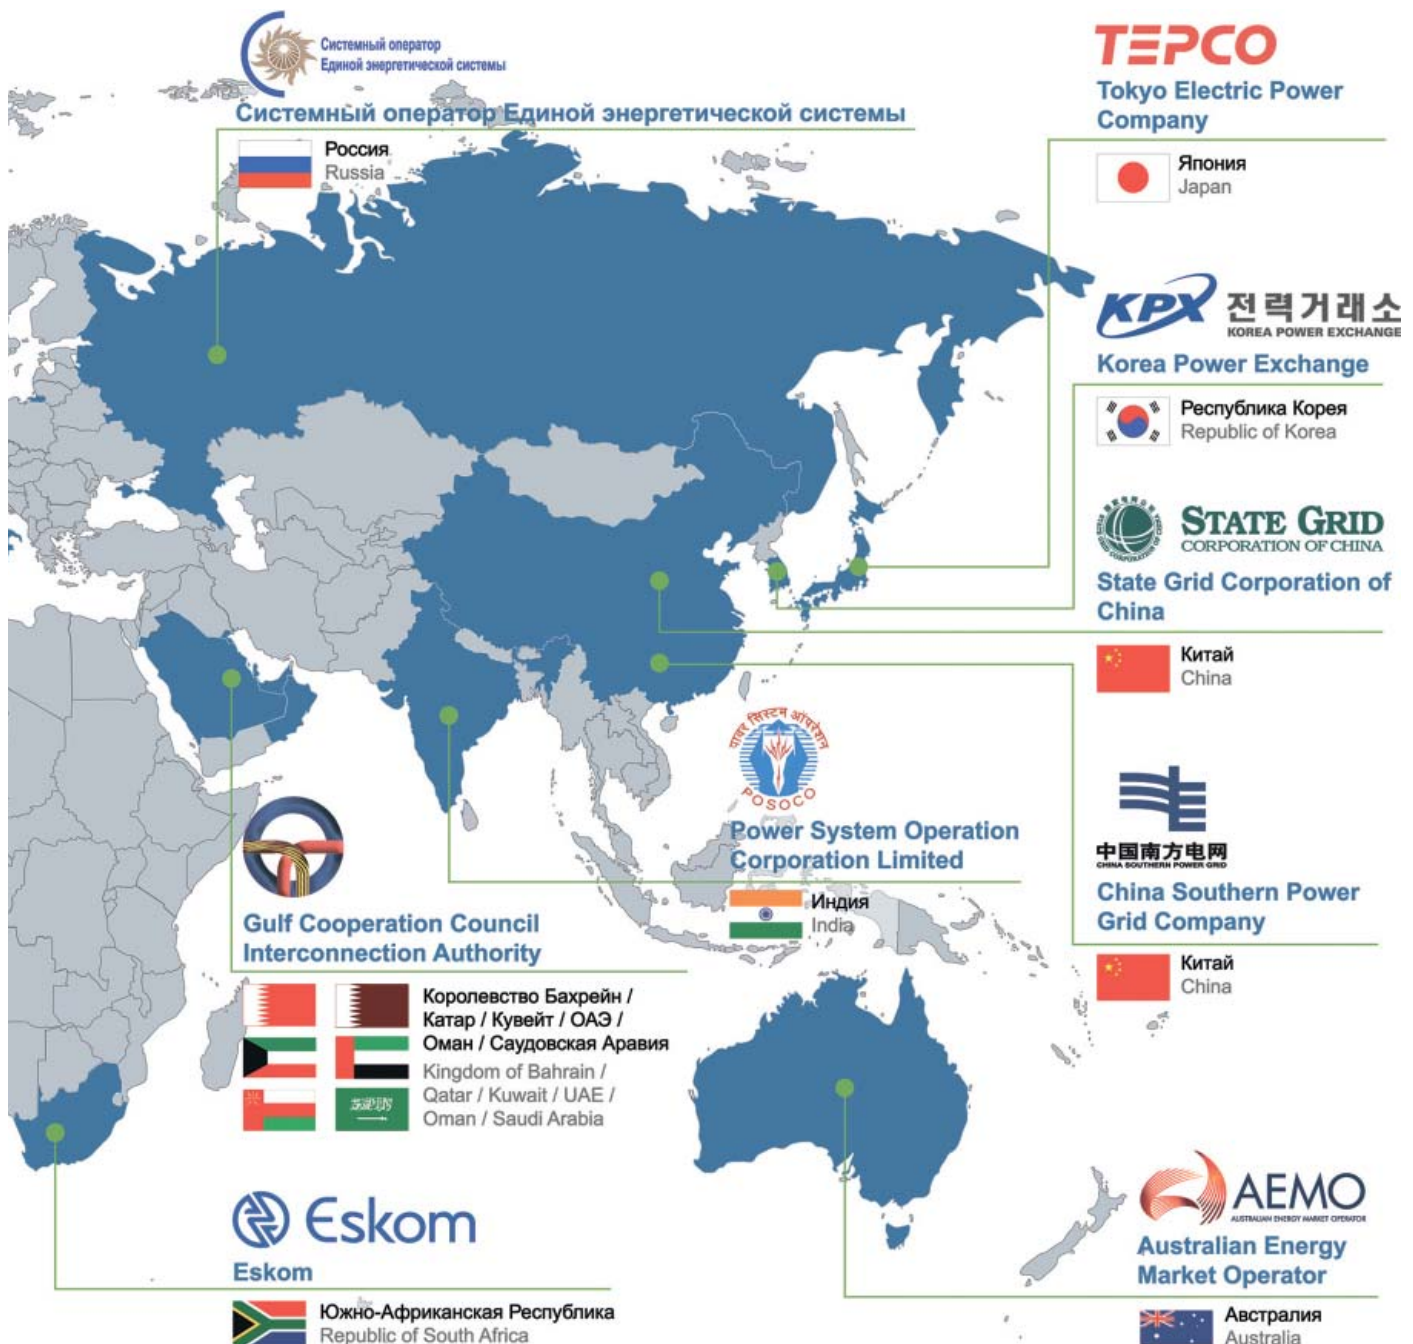 Системный оператор
Единой энергетической системы
Системный оператор Единой энергетической системы
Россия
Russia
TEPCO
Tokyo Electric Power
Company
Япония
Japan
KPX 전력거래소
KOREA POWER EXCHANGE
Korea Power Exchange
Республика Корея
Republic of Korea
STATE GRID
CORPORATION OF CHINA
State Grid Corporation of
China
Китай
China
पावर सिस्टम ऑपरेशन
POSOCO
Power System Operation
Corporation Limited
Индия
India
中国南方电网
CHINA SOUTHERN POWER GRID
China Southern Power
Grid Company
Китай
China
Gulf Cooperation Council
Interconnection Authority
Королевство Бахрейн /
Катар / Кувейт / ОАЭ /
Оман / Саудовская Аравия
Kingdom of Bahrain /
Qatar / Kuwait / UAE /
Oman / Saudi Arabia
Eskom
Eskom
Южно-Африканская Республика
Republic of South Africa
AEMO
AUSTRALIAN ENERGY MARKET OPERATOR
Australian Energy
Market Operator
Австралия
Australia